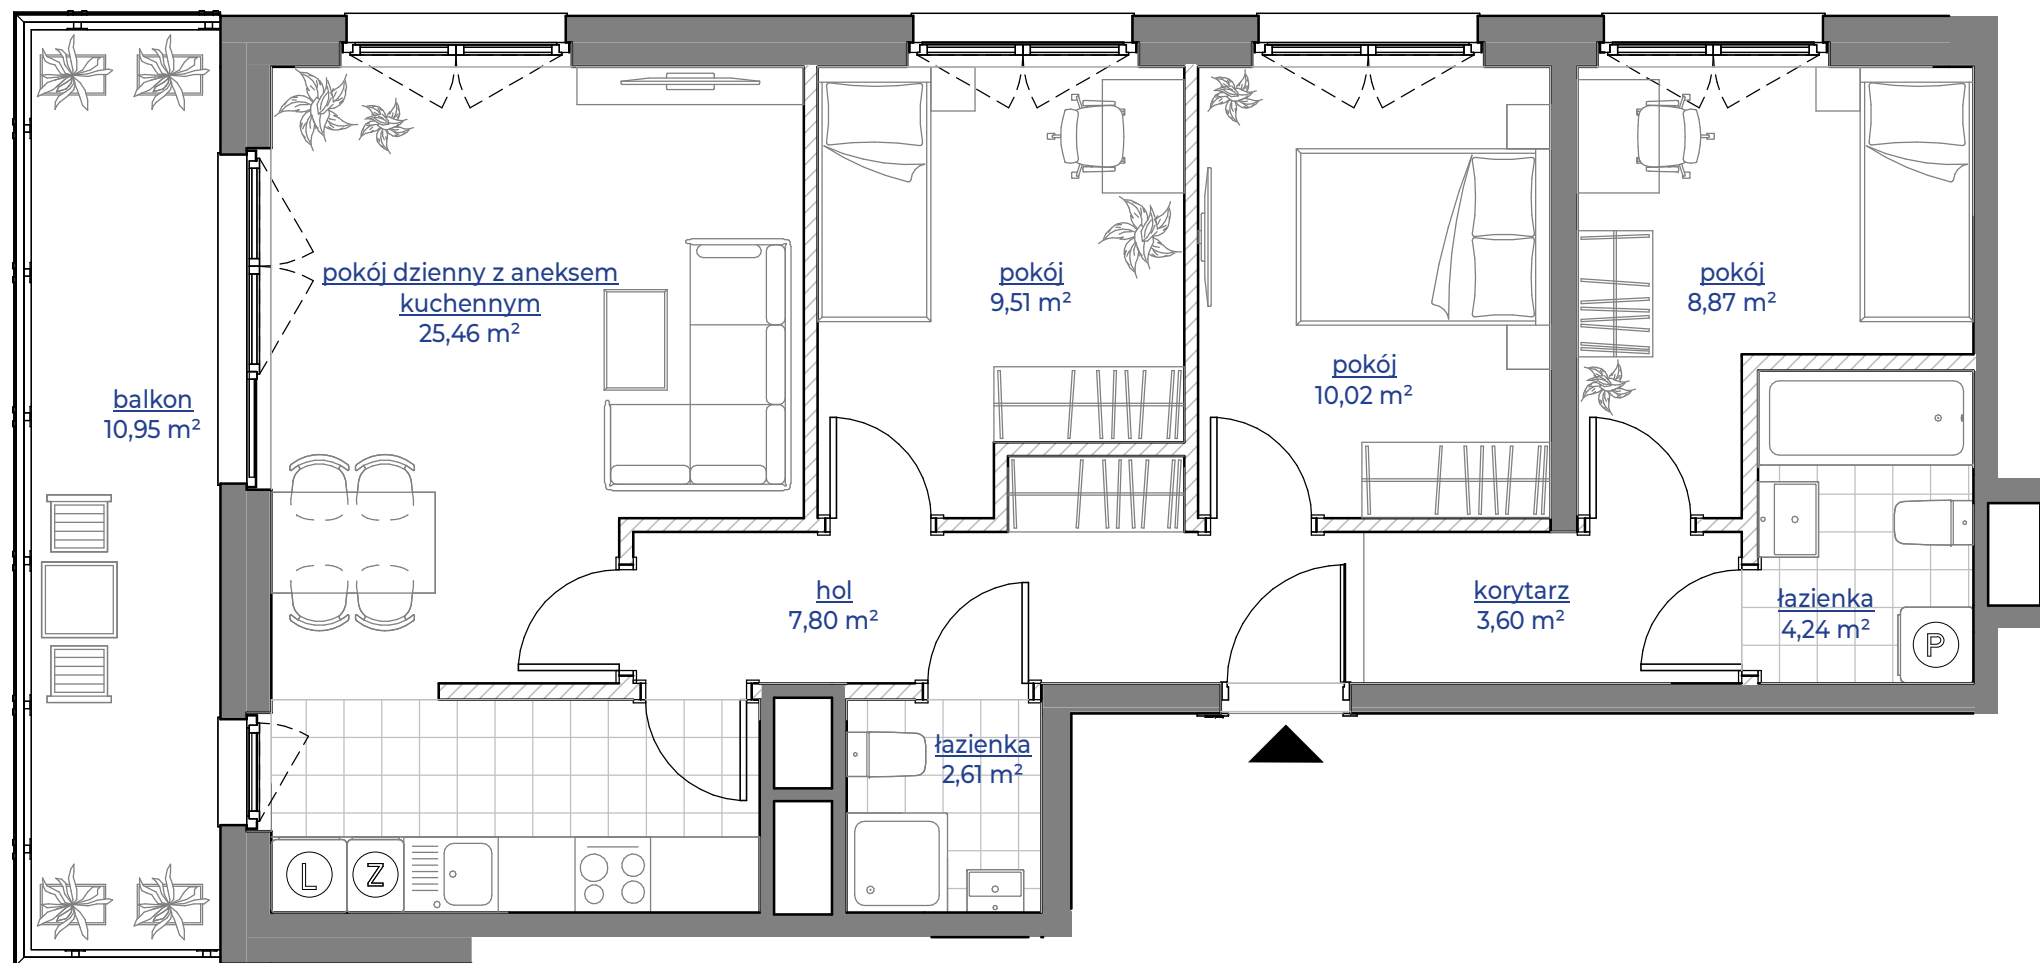 pokój dzienny z aneksem
kuchennym
25,46 m²
pokój
9,51 m²
pokój
10,02 m²
pokój
8,87 m²
balkon
10,95 m²
hol
7,80 m²
korytarz
3,60 m²
łazienka
4,24 m²
P
łazienka
2,61 m²
L
Z